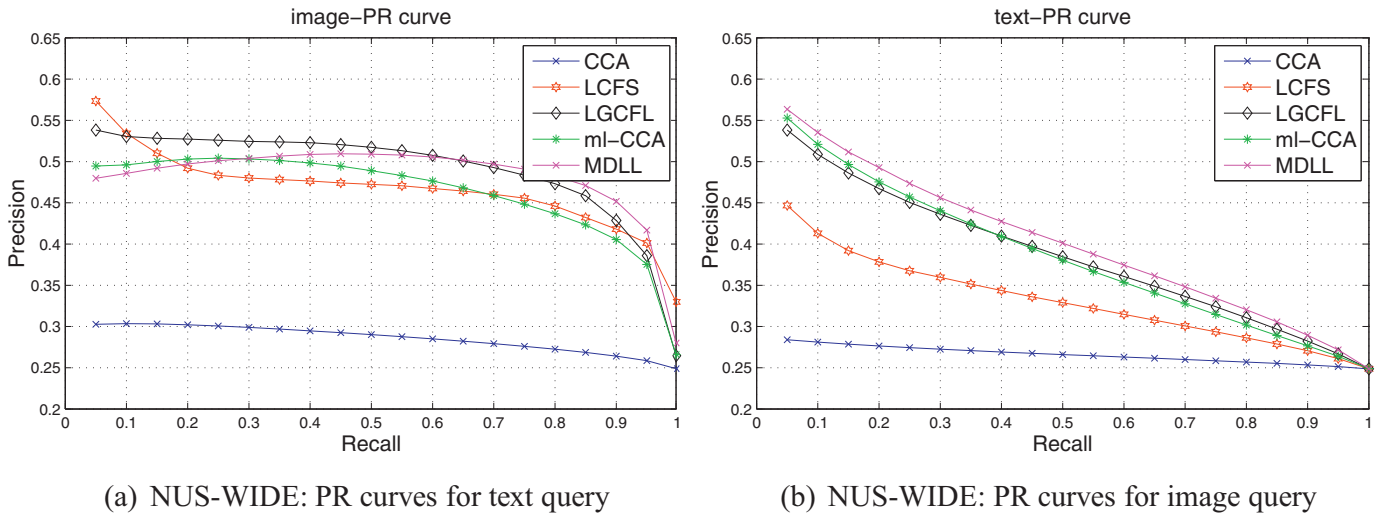 image−PR curve
0.65
0.6
0.55
0.5
0.45
0.4
0.35
0.3
0.25
0.2
Precision
0 0.1 0.2 0.3 0.4 0.5 0.6 0.7 0.8 0.9 1
Recall
CCA
LCFS
LGCFL
ml−CCA
MDLL
(a) NUS-WIDE: PR curves for text query
text−PR curve
0.65
0.6
0.55
0.5
0.45
0.4
0.35
0.3
0.25
0.2
Precision
0 0.1 0.2 0.3 0.4 0.5 0.6 0.7 0.8 0.9 1
Recall
CCA
LCFS
LGCFL
ml−CCA
MDLL
(b) NUS-WIDE: PR curves for image query